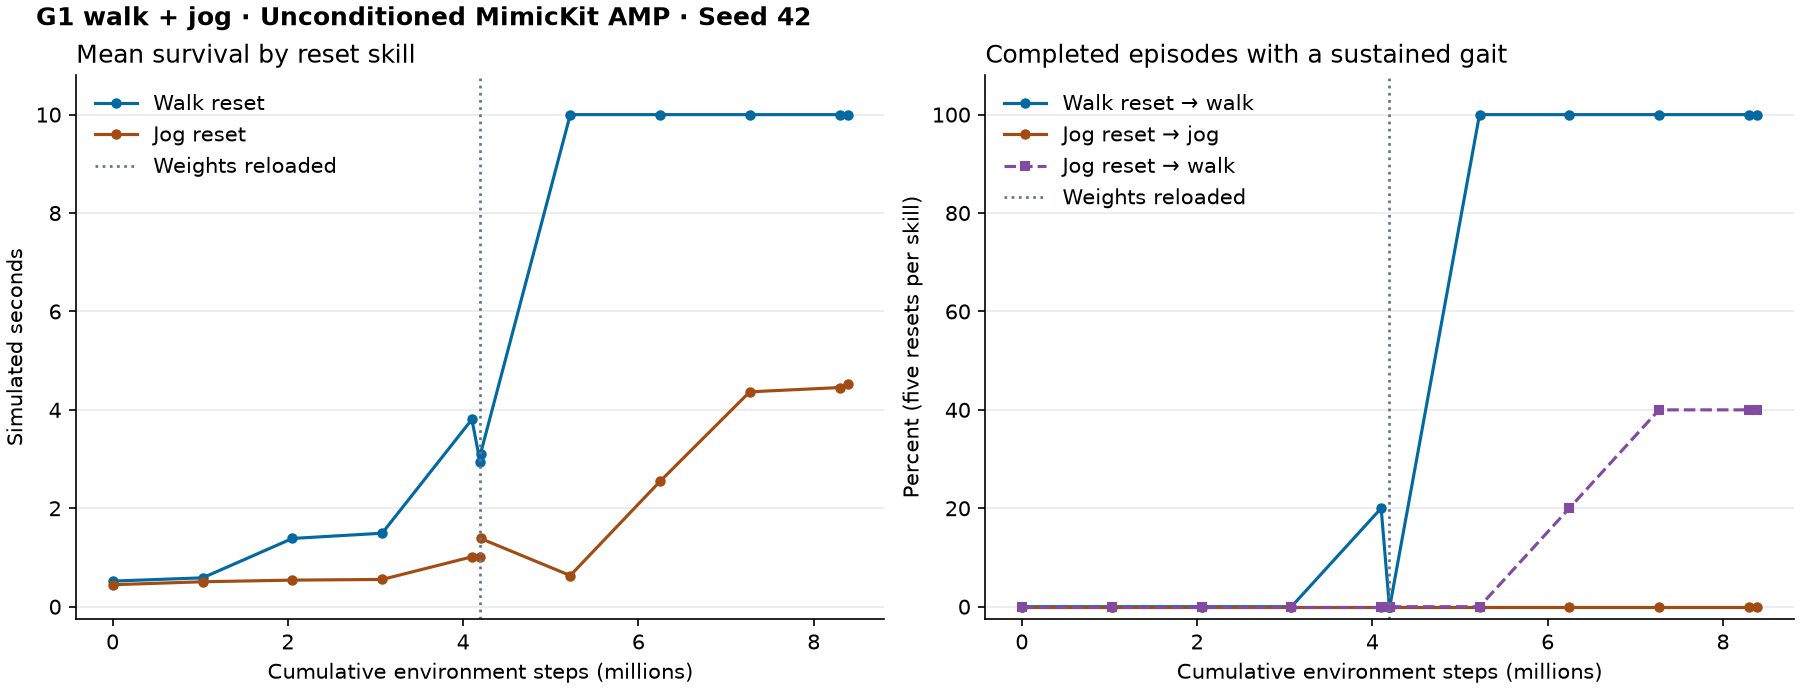 G1 walk + jog · Unconditioned MimicKit AMP · Seed 42
Mean survival by reset skill
Walk reset
Jog reset
Weights reloaded
10
8
6
4
2
0
Simulated seconds
0 2 4 6 8
Cumulative environment steps (millions)
Completed episodes with a sustained gait
Walk reset → walk
Jog reset → jog
Jog reset → walk
Weights reloaded
100
80
60
40
20
0
Percent (five resets per skill)
0 2 4 6 8
Cumulative environment steps (millions)